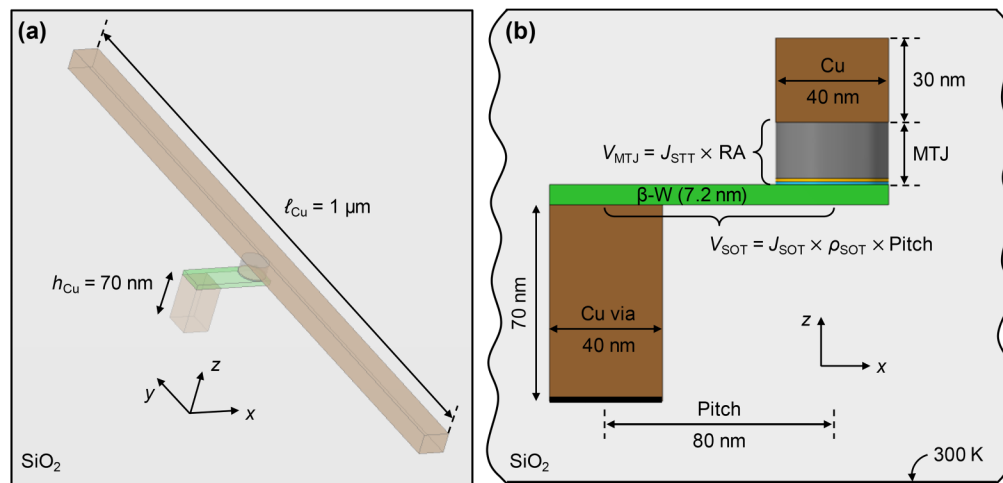 (a)
ℓCu = 1 µm
hCu = 70 nm
z
y
x
SiO2
(b)
Cu
40 nm
30 nm
VMTJ = JSTT × RA
MTJ
β-W (7.2 nm)
VSOT = JSOT × ρSOT × Pitch
70 nm
Cu via
40 nm
z
x
Pitch
80 nm
SiO2
300 K